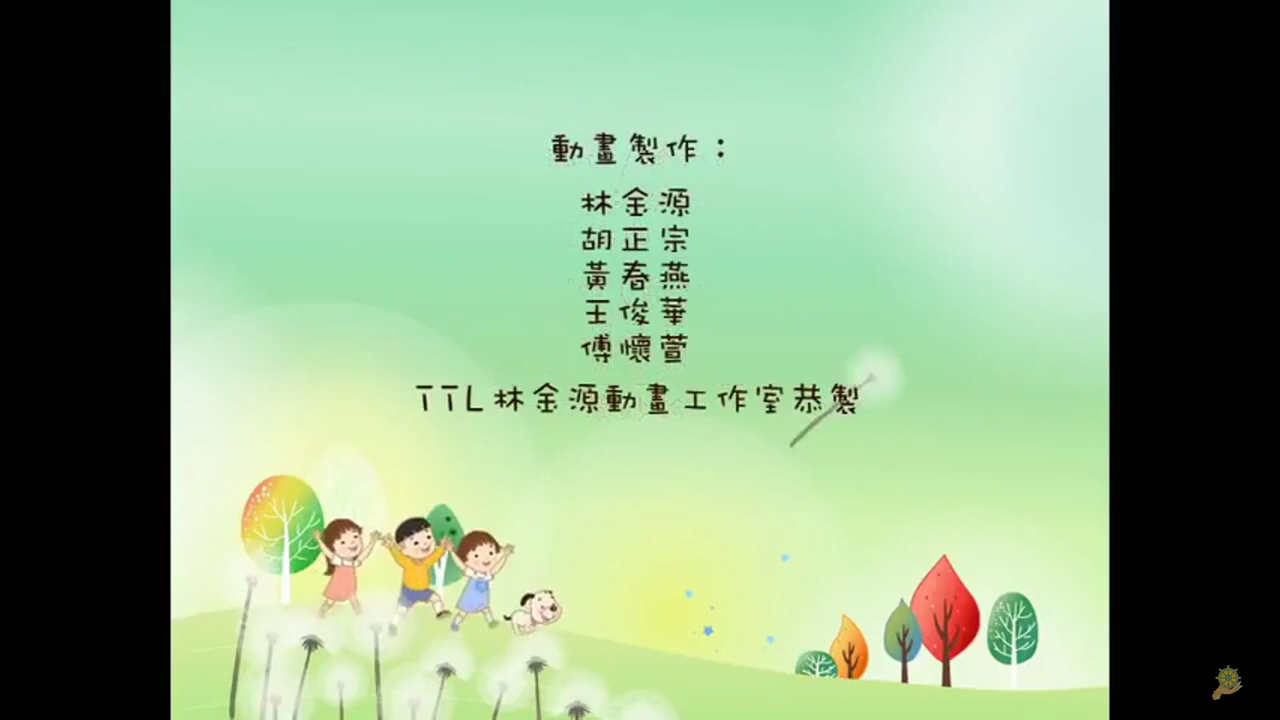 動畫製作：
林金源
胡正宗
黃春燕
王俊華
傅懷萱
TTL林金源動畫工作室恭製